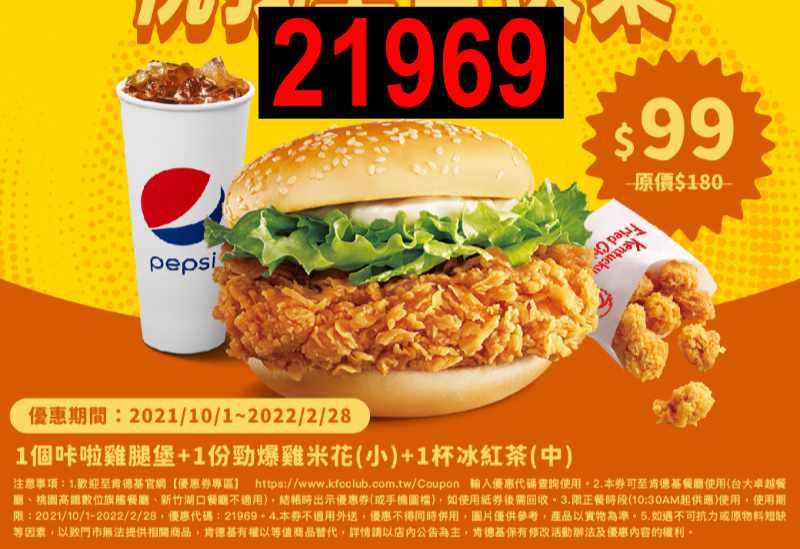 21969
$99
原價$180
pepsi
Kentucky
Fried Ch
優惠期間：2021/10/1~2022/2/28
1個咔啦雞腿堡+1份勁爆雞米花(小)+1杯冰紅茶(中)
注意事項：1.歡迎至肯德基官網【優惠券專區】 https://www.kfcclub.com.tw/Coupon 輸入優惠代碼查詢使用。2.本券可至肯德基餐廳使用(台大卓越餐
廳、桃園高鐵數位旗艦餐廳、新竹湖口餐廳不適用)，結帳時出示優惠券(或手機圖檔)，如使用紙券後需回收。3.限正餐時段(10:30AM起供應)使用，使用期
限：2021/10/1~2022/2/28，優惠代碼：21969。4.本券不適用外送，優惠不得同時併用，圖片僅供參考，產品以實物為準。5.如遇不可抗力或原物料短缺
等因素，以致門市無法提供相關商品，肯德基有權以等值商品替代，詳情請以店內公告為主，肯德基保有修改活動辦法及優惠內容的權利。